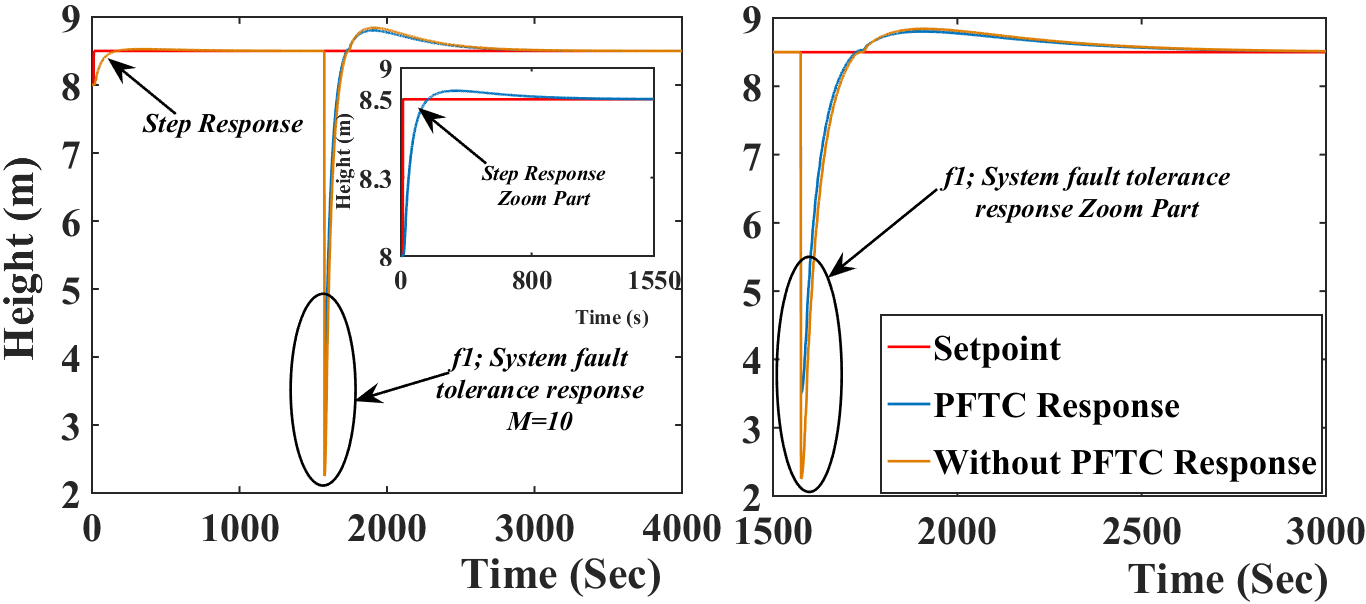 9
8
7
6
5
4
3
2
0
1000
2000
3000
4000
Height (m)
Time (Sec)
Step Response
f1; System fault
tolerance response
M=10
9
8.5
8.3
8
0
800
1550
Height (m)
Time (s)
Step Response
Zoom Part
9
8
7
6
5
4
3
2
1500
2000
2500
3000
Time (Sec)
f1; System fault tolerance
response Zoom Part
Setpoint
PFTC Response
Without PFTC Response